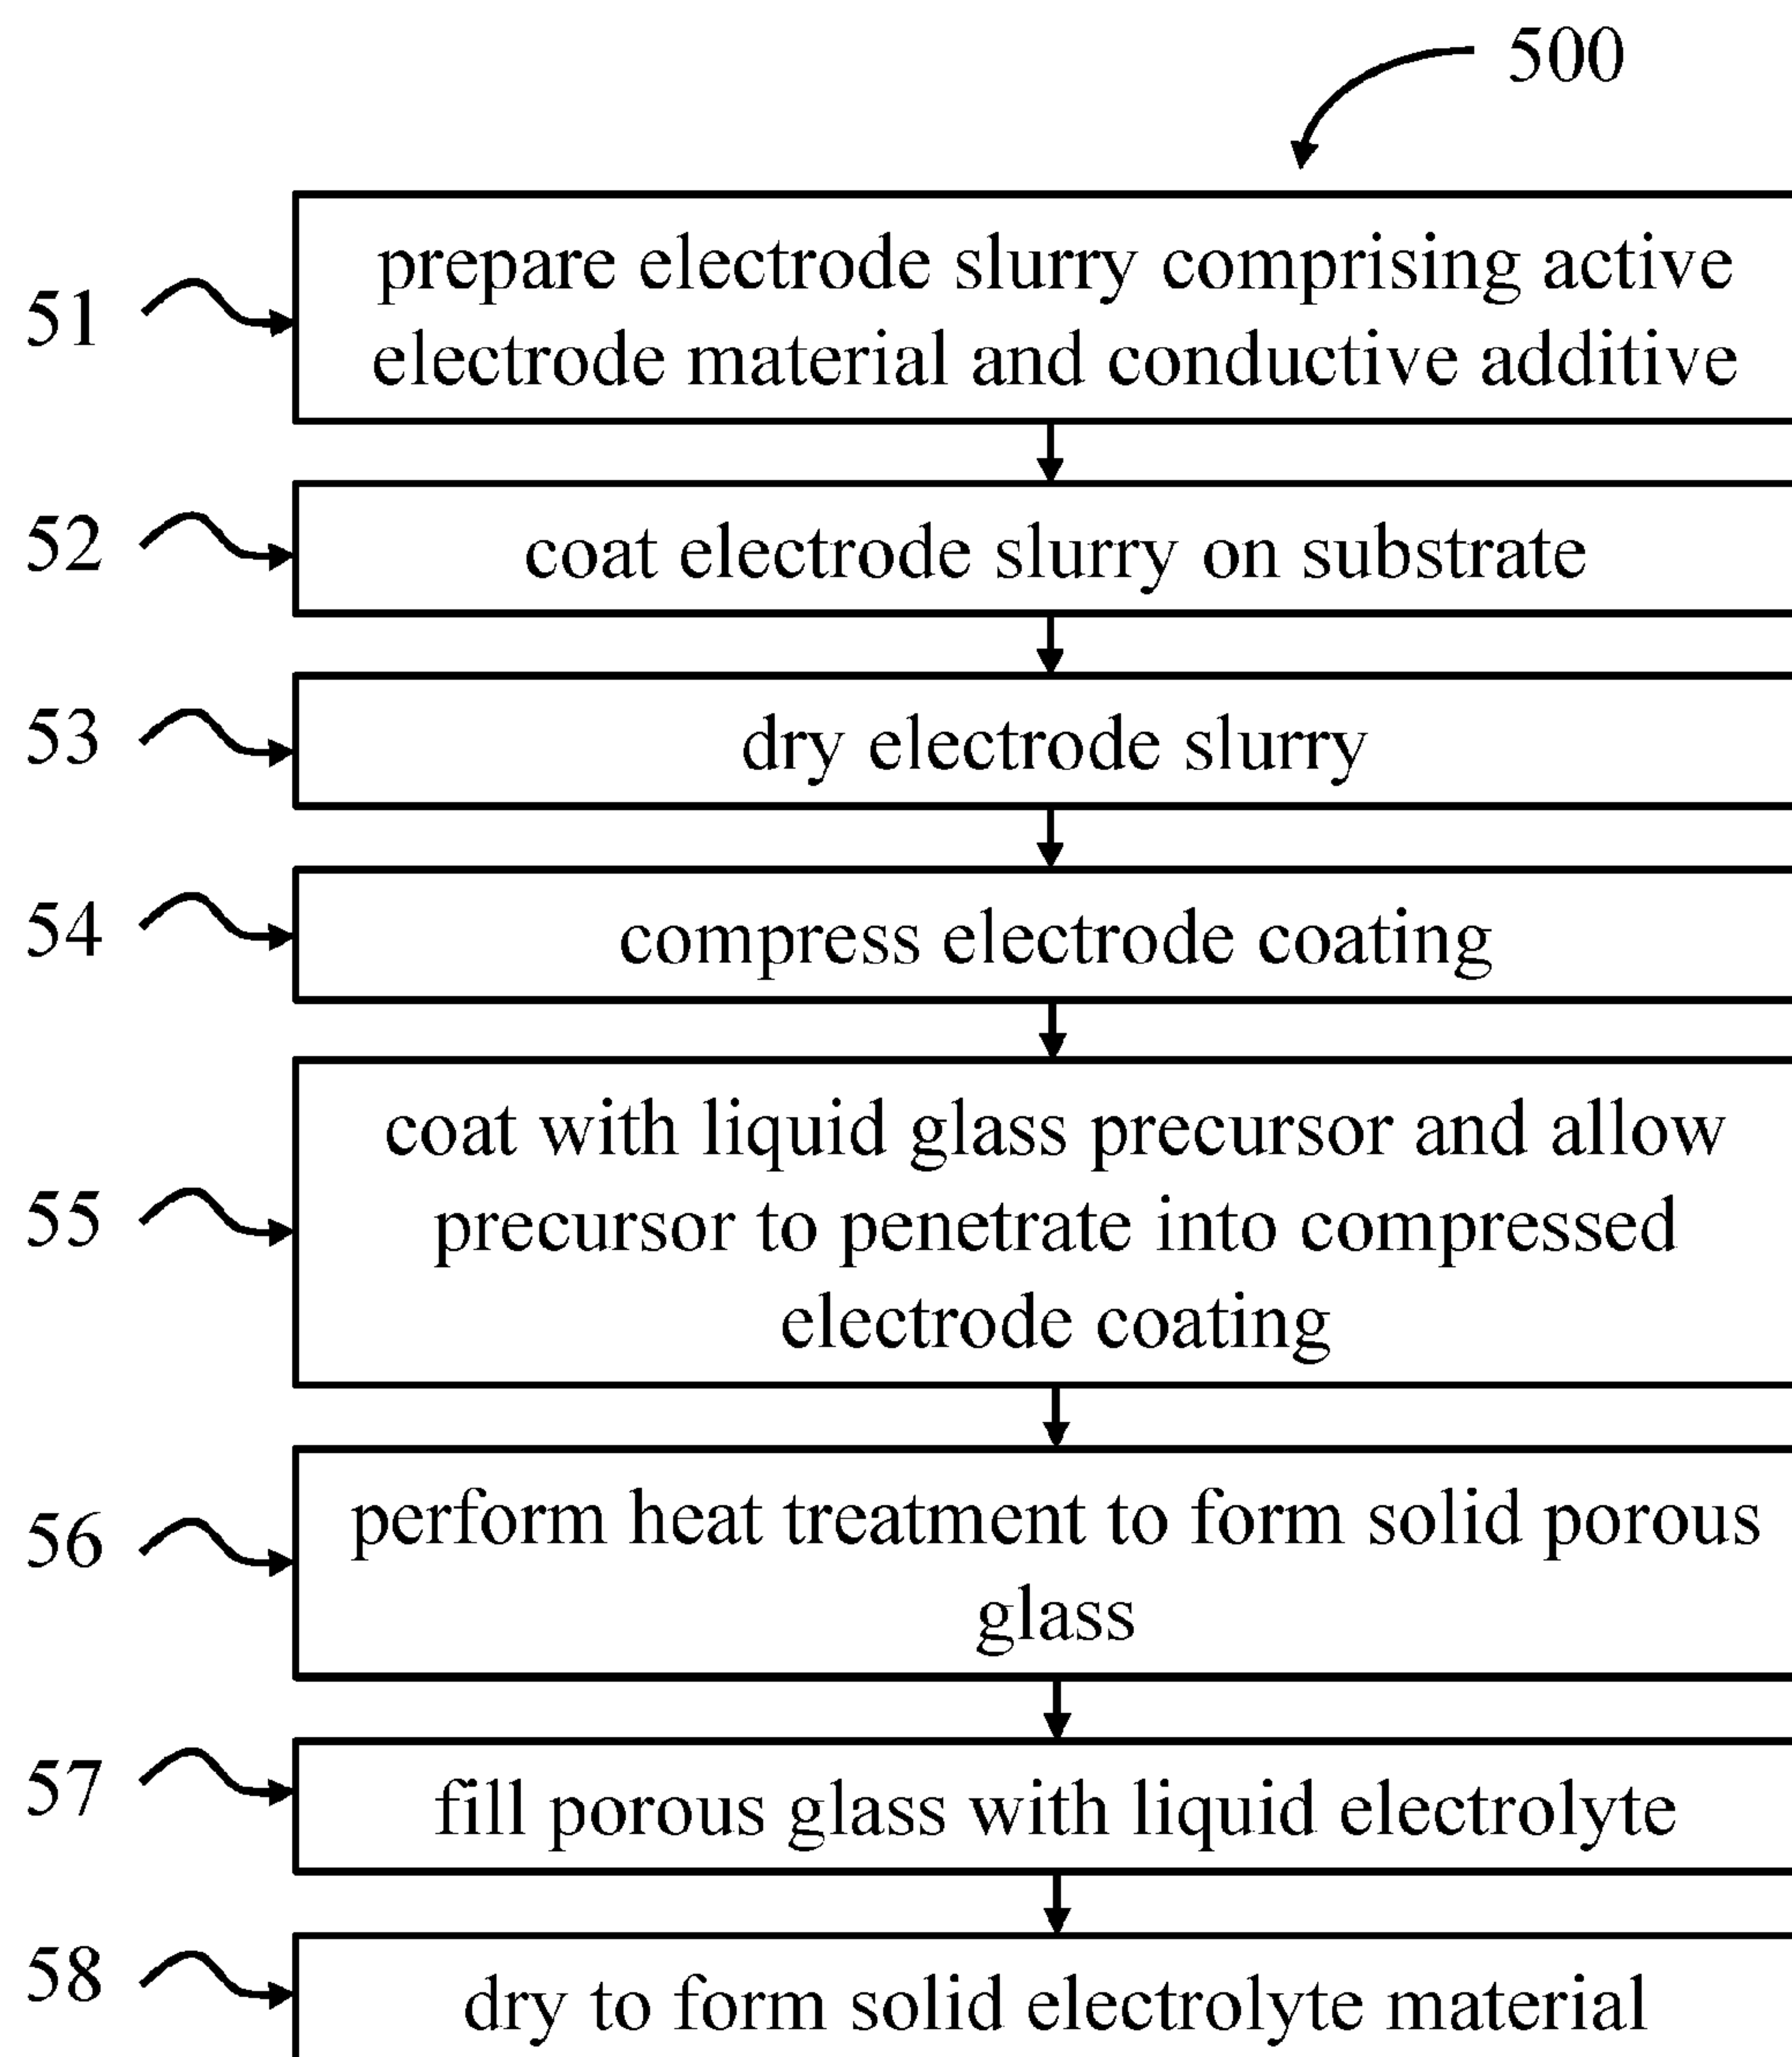 500
51
prepare electrode slurry comprising active
electrode material and conductive additive
52
coat electrode slurry on substrate
53
dry electrode slurry
54
compress electrode coating
55
coat with liquid glass precursor and allow
precursor to penetrate into compressed
electrode coating
56
perform heat treatment to form solid porous
glass
57
fill porous glass with liquid electrolyte
58
dry to form solid electrolyte material